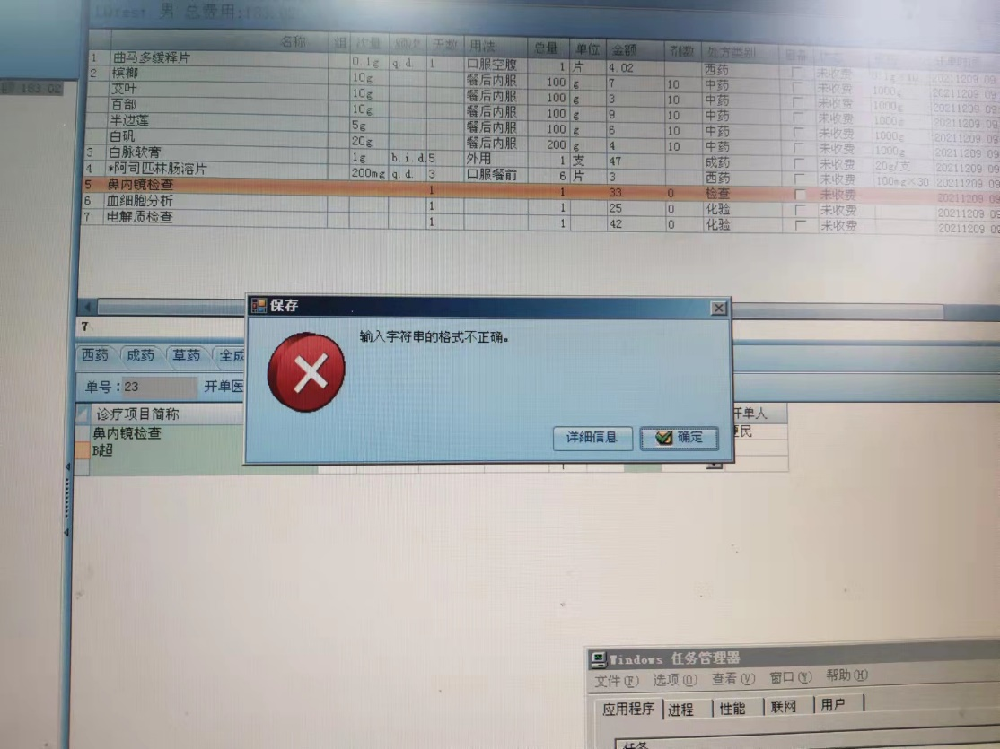 男 总费用:183.02
名称 组 次量 频次 天数 用法 总量 单位 金额 剂数 处方类别
1 曲马多缓释片 0.1g q.d. 1 口服空腹 1 片 4.02 西药 未收费 20211209 09
2 槟榔 10g 餐后内服 100 g 7 10 中药 未收费 1000g 20211209 09
艾叶 10g 餐后内服 100 g 3 10 中药 未收费 1000g 20211209 09
百部 10g 餐后内服 100 g 9 10 中药 未收费 1000g 20211209 09
半边莲 5g 餐后内服 100 g 6 10 中药 未收费 1000g 20211209 09
白矾 20g 餐后内服 200 g 4 10 中药 未收费 1000g 20211209 09
3 白脉软膏 1g b.i.d. 5 外用 1 支 47 成药 未收费 20g/支 20211209 09
4 *阿司匹林肠溶片 200mg q.d. 3 口服餐前 6 片 3 西药 未收费 100mg×30 20211209 09
5 鼻内镜检查 1 1 33 0 检查 未收费 20211209 09
6 血细胞分析 1 1 25 0 化验 未收费 20211209 09
7 电解质检查 1 1 42 0 化验 未收费 20211209 09
7
保存
输入字符串的格式不正确。
详细信息 确定
西药 成药 草药 全成
单号:23 开单医
诊疗项目简称 开单人
鼻内镜检查 便民
B超
Windows 任务管理器
文件(F) 选项(O) 查看(V) 窗口(W) 帮助(H)
应用程序 进程 性能 联网 用户
任务